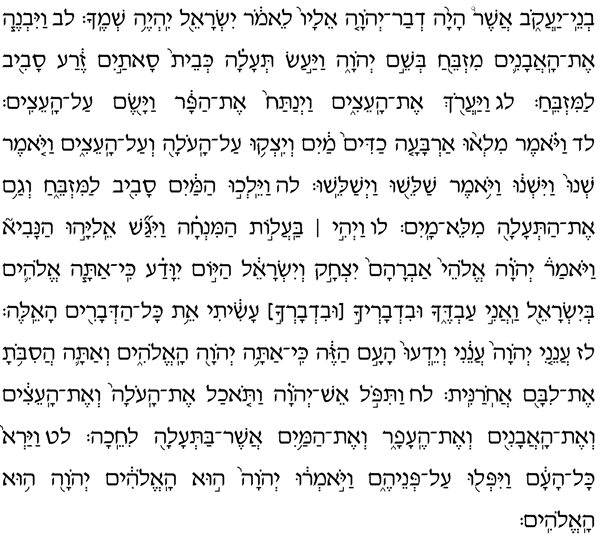 בְנֵֽי־יַעֲקֹ֑ב אֲשֶׁר֩ הָיָ֨ה דְבַר־יְהוָ֤ה אֵלָיו֙ לֵאמֹ֔ר יִשְׂרָאֵ֖ל יִהְיֶ֥ה שְׁמֶֽךָ׃ לב וַיִּבְנֶ֧ה
אֶת־הָאֲבָנִ֛ים מִזְבֵּ֖חַ בְּשֵׁ֣ם יְהוָ֑ה וַיַּ֣עַשׂ תְּעָלָ֗ה כְּבֵית֙ סָאתַ֣יִם זֶ֔רַע סָבִ֖יב
לַמִּזְבֵּֽחַ׃ לג וַֽיַּעֲרֹ֖ךְ אֶת־הָֽעֵצִ֑ים וַיְנַתַּח֙ אֶת־הַפָּ֔ר וַיָּ֖שֶׂם עַל־הָעֵצִֽים׃
לד וַיֹּ֗אמֶר מִלְא֨וּ אַרְבָּעָ֤ה כַדִּים֙ מַ֔יִם וְיִֽצְק֥וּ עַל־הָעֹלָ֖ה וְעַל־הָעֵצִ֑ים וַיֹּ֤אמֶר
שְׁנוּ֙ וַיִּשְׁנ֔וּ וַיֹּ֥אמֶר שַׁלֵּ֖שׁוּ וַיְשַׁלֵּֽשׁוּ׃ לה וַיֵּלְכ֣וּ הַמַּ֔יִם סָבִ֖יב לַמִּזְבֵּ֑חַ וְגַ֥ם
אֶת־הַתְּעָלָ֖ה מִלֵּא־מָֽיִם׃ לו וַיְהִ֣י | בַּעֲל֣וֹת הַמִּנְחָ֗ה וַיִּגַּ֞שׁ אֵלִיָּ֣הוּ הַנָּבִיא֮
וַיֹּאמַר֒ יְהוָ֗ה אֱלֹהֵי֙ אַבְרָהָם֙ יִצְחָ֣ק וְיִשְׂרָאֵ֔ל הַיּ֣וֹם יִוָּדַ֗ע כִּֽי־אַתָּ֧ה אֱלֹהִ֛ים
בְּיִשְׂרָאֵ֖ל וַאֲנִ֣י עַבְדֶּ֑ךָ וּבִדְבָרְיךָ֣ [וּבִדְבָרְךָ֣] עָשִׂ֔יתִי אֵ֥ת כָּל־הַדְּבָרִ֖ים הָאֵֽלֶּה׃
לז עֲנֵ֤נִי יְהוָה֙ עֲנֵ֔נִי וְיֵֽדְעוּ֙ הָעָ֣ם הַזֶּ֔ה כִּֽי־אַתָּ֥ה יְהוָ֖ה הָאֱלֹהִ֑ים וְאַתָּ֛ה הֲסִבֹּ֥תָ
אֶת־לִבָּ֖ם אֲחֹרַנִּֽית׃ לח וַתִּפֹּ֣ל אֵשׁ־יְהוָ֗ה וַתֹּ֤אכַל אֶת־הָֽעֹלָה֙ וְאֶת־הָ֣עֵצִ֔ים
וְאֶת־הָאֲבָנִ֖ים וְאֶת־הֶעָפָ֑ר וְאֶת־הַמַּ֥יִם אֲשֶׁר־בַּתְּעָלָ֖ה לִחֵֽכָה׃ לט וַיַּרְא֙
כָּל־הָעָ֔ם וַֽיִּפְּל֖וּ עַל־פְּנֵיהֶ֑ם וַיֹּ֣אמְר֔וּ יְהוָה֙ ה֣וּא הָאֱלֹהִ֔ים יְהוָ֖ה ה֥וּא
הָאֱלֹהִֽים׃